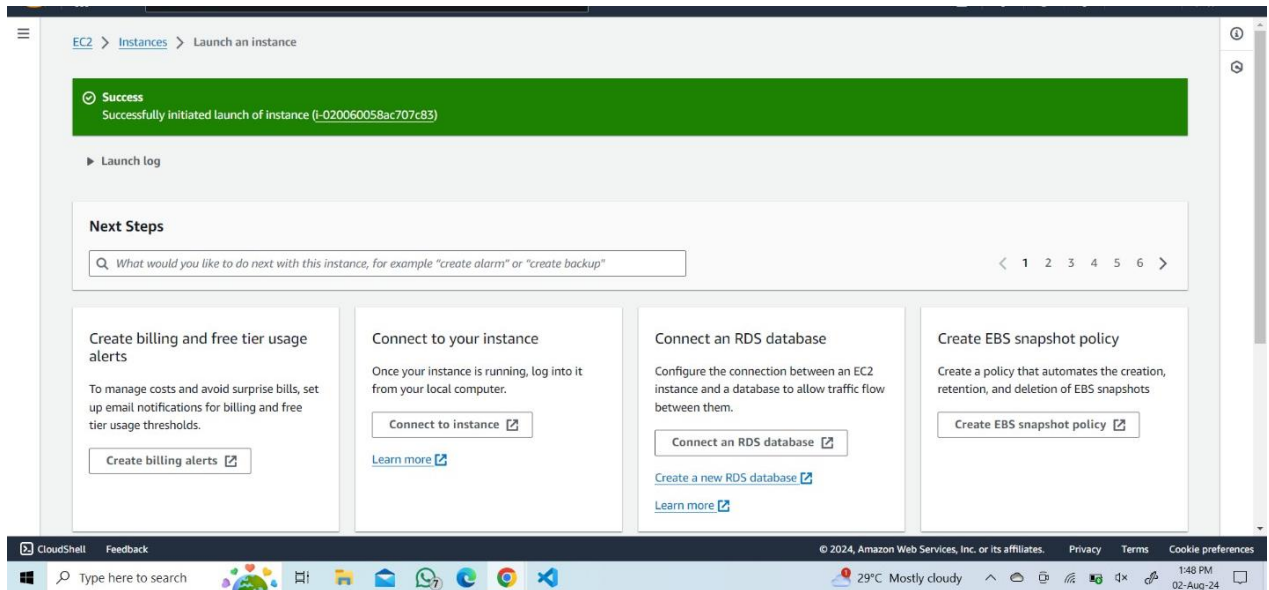 EC2 > Instances > Launch an instance
Success
Successfully initiated launch of instance (i-020060058ac707c83)
Launch log
Next Steps
What would you like to do next with this instance, for example "create alarm" or "create backup"
1 2 3 4 5 6
Create billing and free tier usage
alerts
To manage costs and avoid surprise bills, set
up email notifications for billing and free
tier usage thresholds.
Create billing alerts
Connect to your instance
Once your instance is running, log into it
from your local computer.
Connect to instance
Learn more
Connect an RDS database
Configure the connection between an EC2
instance and a database to allow traffic flow
between them.
Connect an RDS database
Create a new RDS database
Learn more
Create EBS snapshot policy
Create a policy that automates the creation,
retention, and deletion of EBS snapshots
Create EBS snapshot policy
CloudShell Feedback © 2024, Amazon Web Services, Inc. or its affiliates. Privacy Terms Cookie preferences
Type here to search 29°C Mostly cloudy 1:48 PM
02-Aug-24